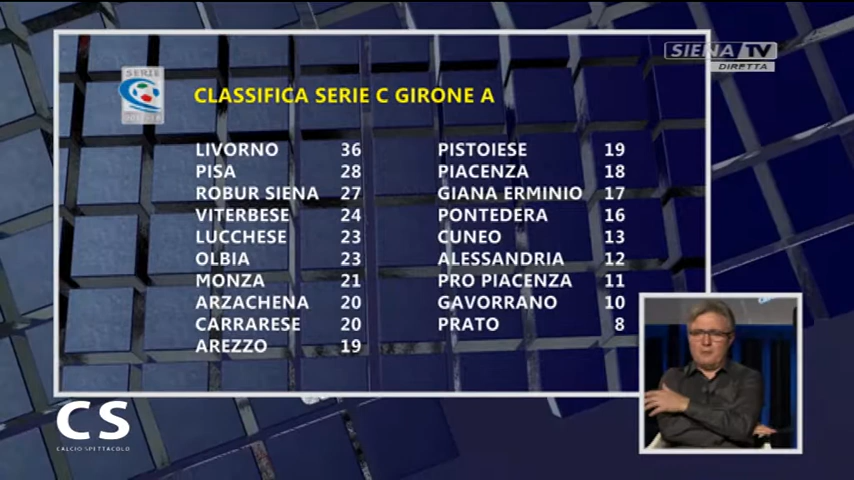 SIENA TV
DIRETTA
SERIE
CLASSIFICA SERIE C GIRONE A
LIVORNO 36
PISA 28
ROBUR SIENA 27
VITERBESE 24
LUCCHESE 23
OLBIA 23
MONZA 21
ARZACHENA 20
CARRARESE 20
AREZZO 19
PISTOIESE 19
PIACENZA 18
GIANA ERMINIO 17
PONTEDERA 16
CUNEO 13
ALESSANDRIA 12
PRO PIACENZA 11
GAVORRANO 10
PRATO 8
CS
CALCIO SPETTACOLO